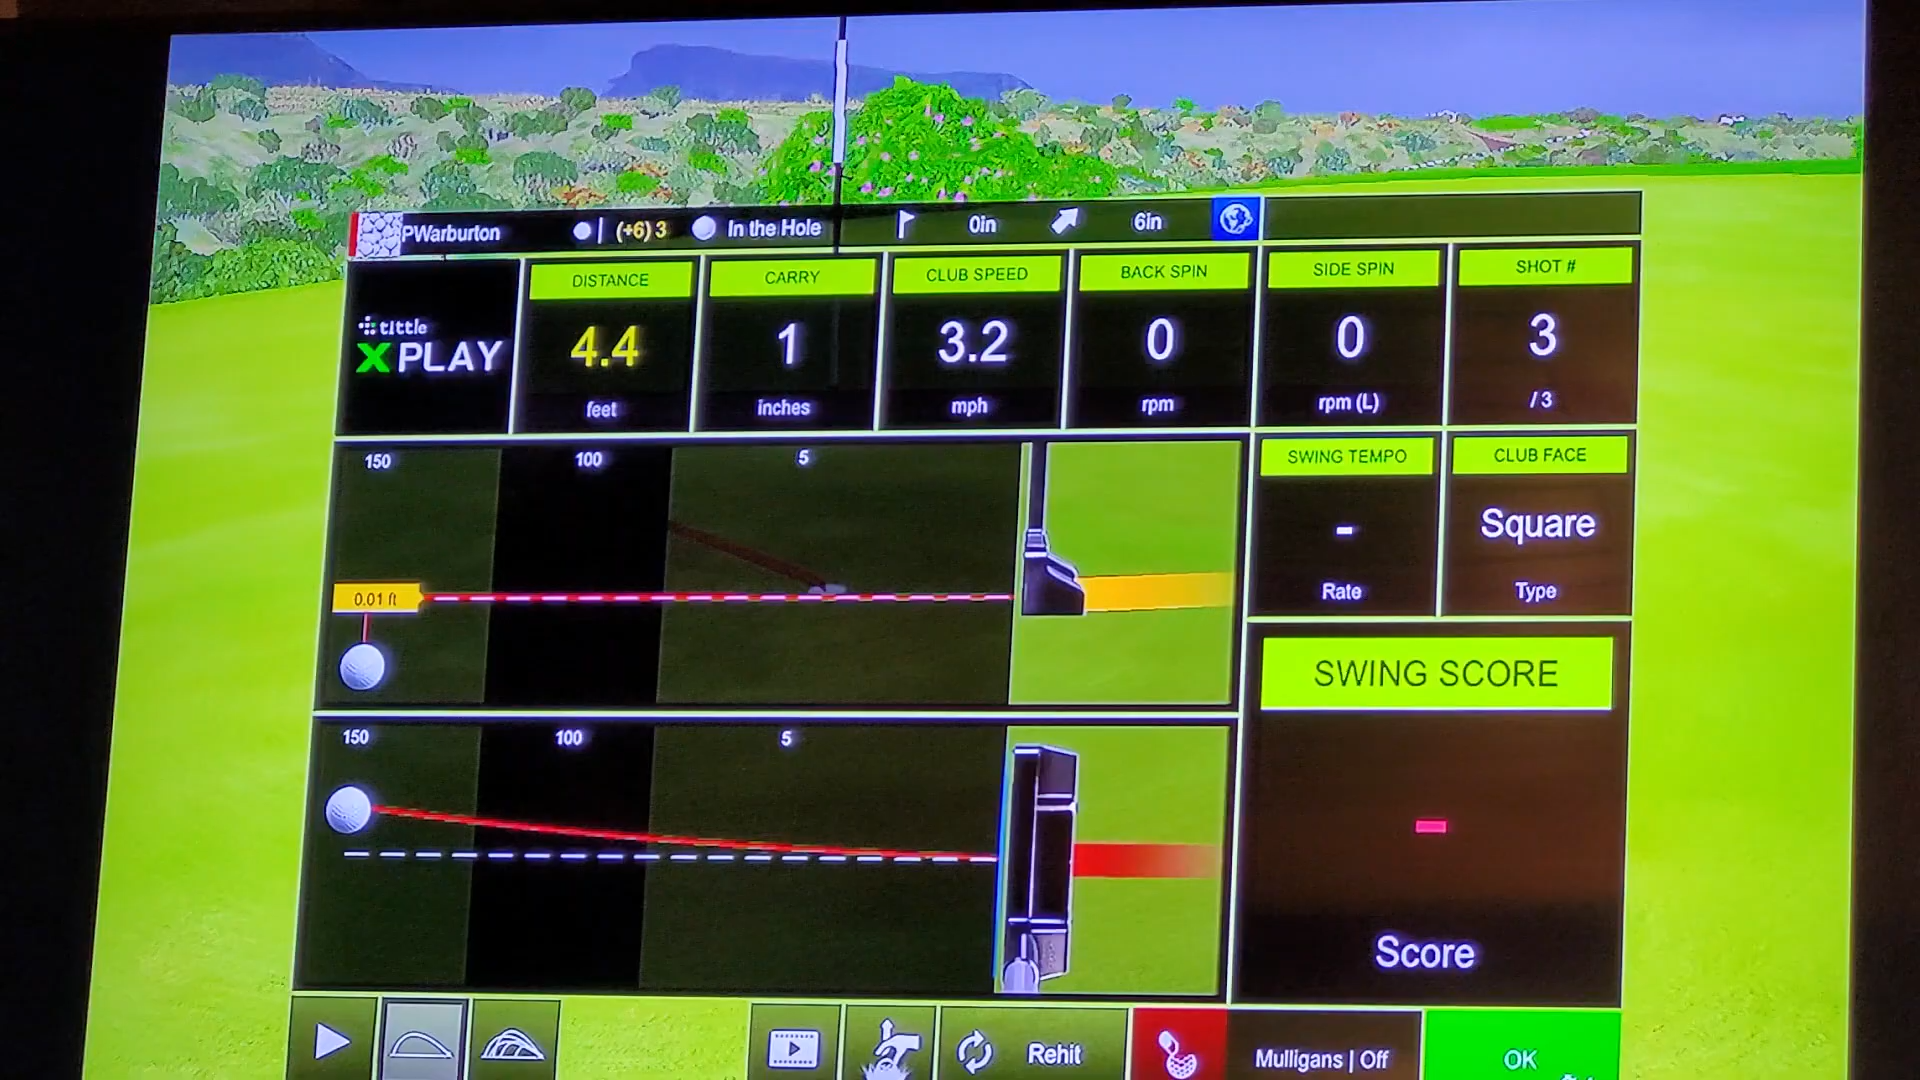 PWarburton (+6) 3 In the Hole 0in 6in
DISTANCE CARRY CLUB SPEED BACK SPIN SIDE SPIN SHOT #
tittle
X PLAY
4.4 1 3.2 0 0 3
feet inches mph rpm rpm (L) / 3
150 100 5
SWING TEMPO CLUB FACE
- Square
Rate Type
0.01 ft
SWING SCORE
150 100 5
-
Score
Rehit Mulligans | Off OK